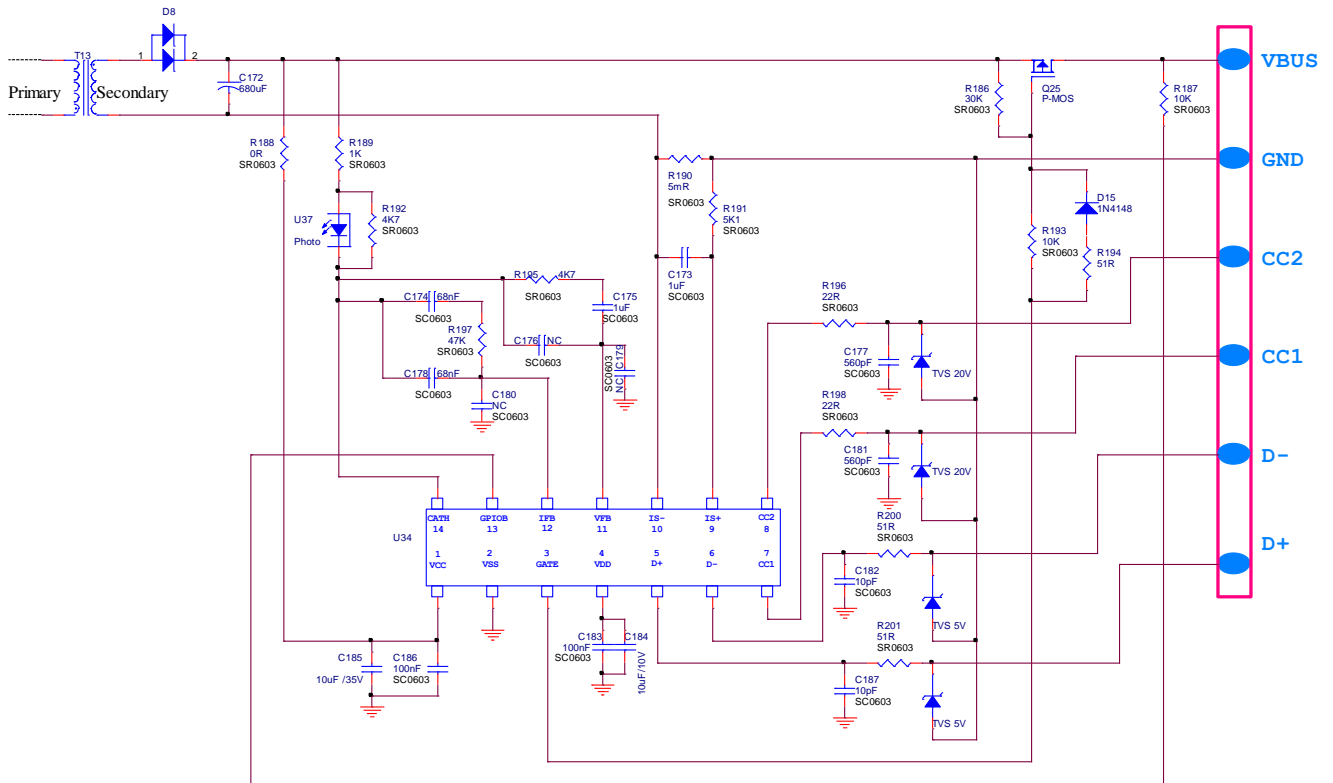 D8
T13
1
2
Primary
Secondary
C172
680uF
R186
30K
SR0603
Q25
P-MOS
R187
10K
SR0603
VBUS
R188
0R
SR0603
R189
1K
SR0603
R190
5mR
SR0603
GND
U37
Photo
R192
4K7
SR0603
R191
5K1
SR0603
D15
1N4148
R193
10K
SR0603
R194
51R
R195
4K7
SR0603
C173
1uF
SC0603
CC2
C174
68nF
SC0603
C175
1uF
SC0603
R196
22R
SR0603
R197
47K
SR0603
C176
NC
SC0603
C179
NC
SC0603
C177
560pF
SC0603
TVS 20V
CC1
C178
68nF
SC0603
C180
NC
SC0603
R198
22R
SR0603
C181
560pF
SC0603
TVS 20V
D-
CATH
14
GPIOB
13
IFB
12
VFB
11
IS-
10
IS+
9
CC2
8
U34
1
VCC
2
VSS
3
GATE
4
VDD
5
D+
6
D-
7
CC1
R200
51R
SR0603
D+
C182
10pF
SC0603
TVS 5V
C185
10uF /35V
C186
100nF
SC0603
C183
100nF
SC0603
C184
10uF/10V
R201
51R
SR0603
C187
10pF
SC0603
TVS 5V